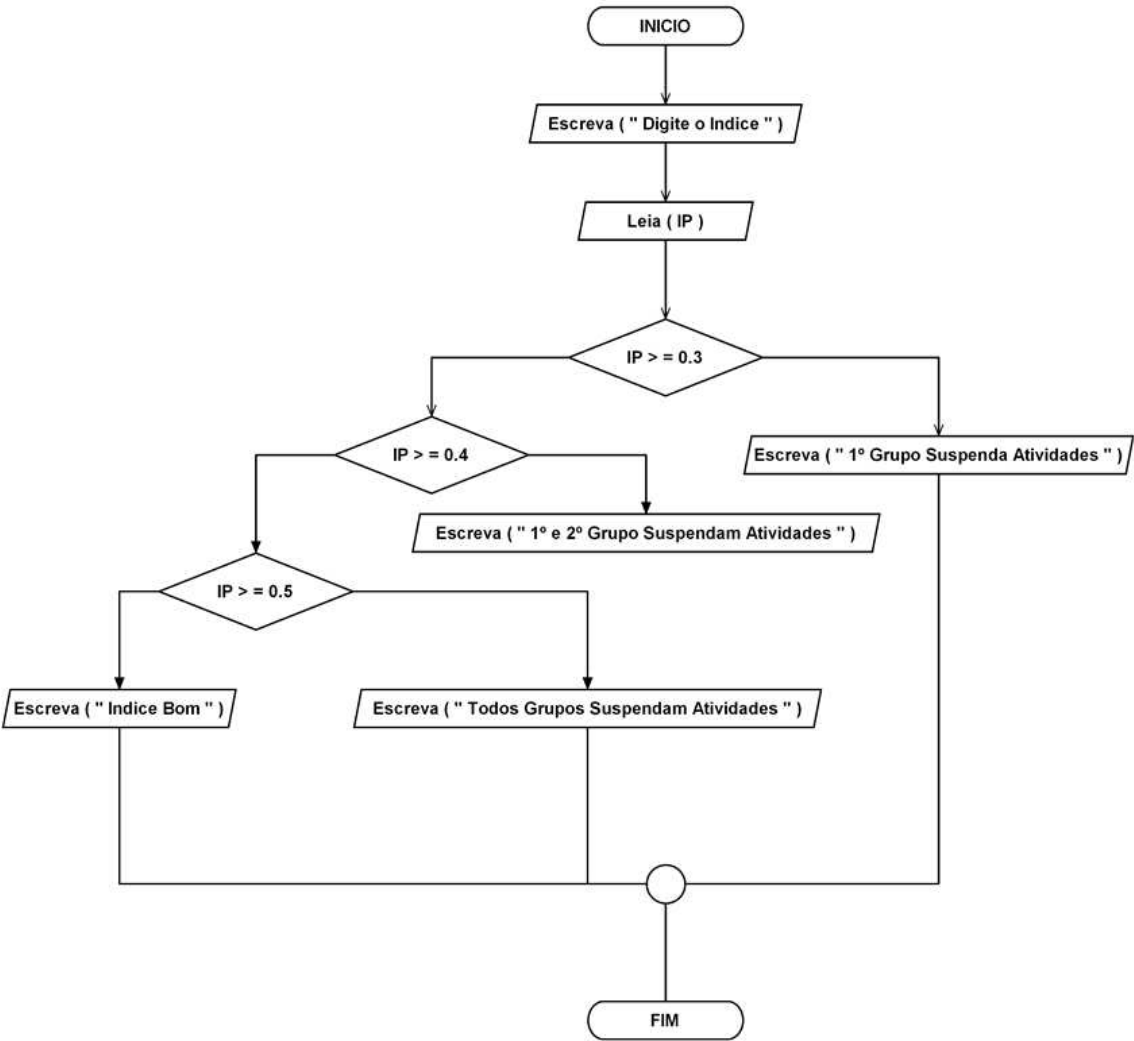 INICIO
Escreva ( " Digite o Indice " )
Leia ( IP )
IP > = 0.3
IP > = 0.4
Escreva ( " 1º Grupo Suspenda Atividades " )
Escreva ( " 1º e 2º Grupo Suspendam Atividades " )
IP > = 0.5
Escreva ( " Indice Bom " )
Escreva ( " Todos Grupos Suspendam Atividades " )
FIM